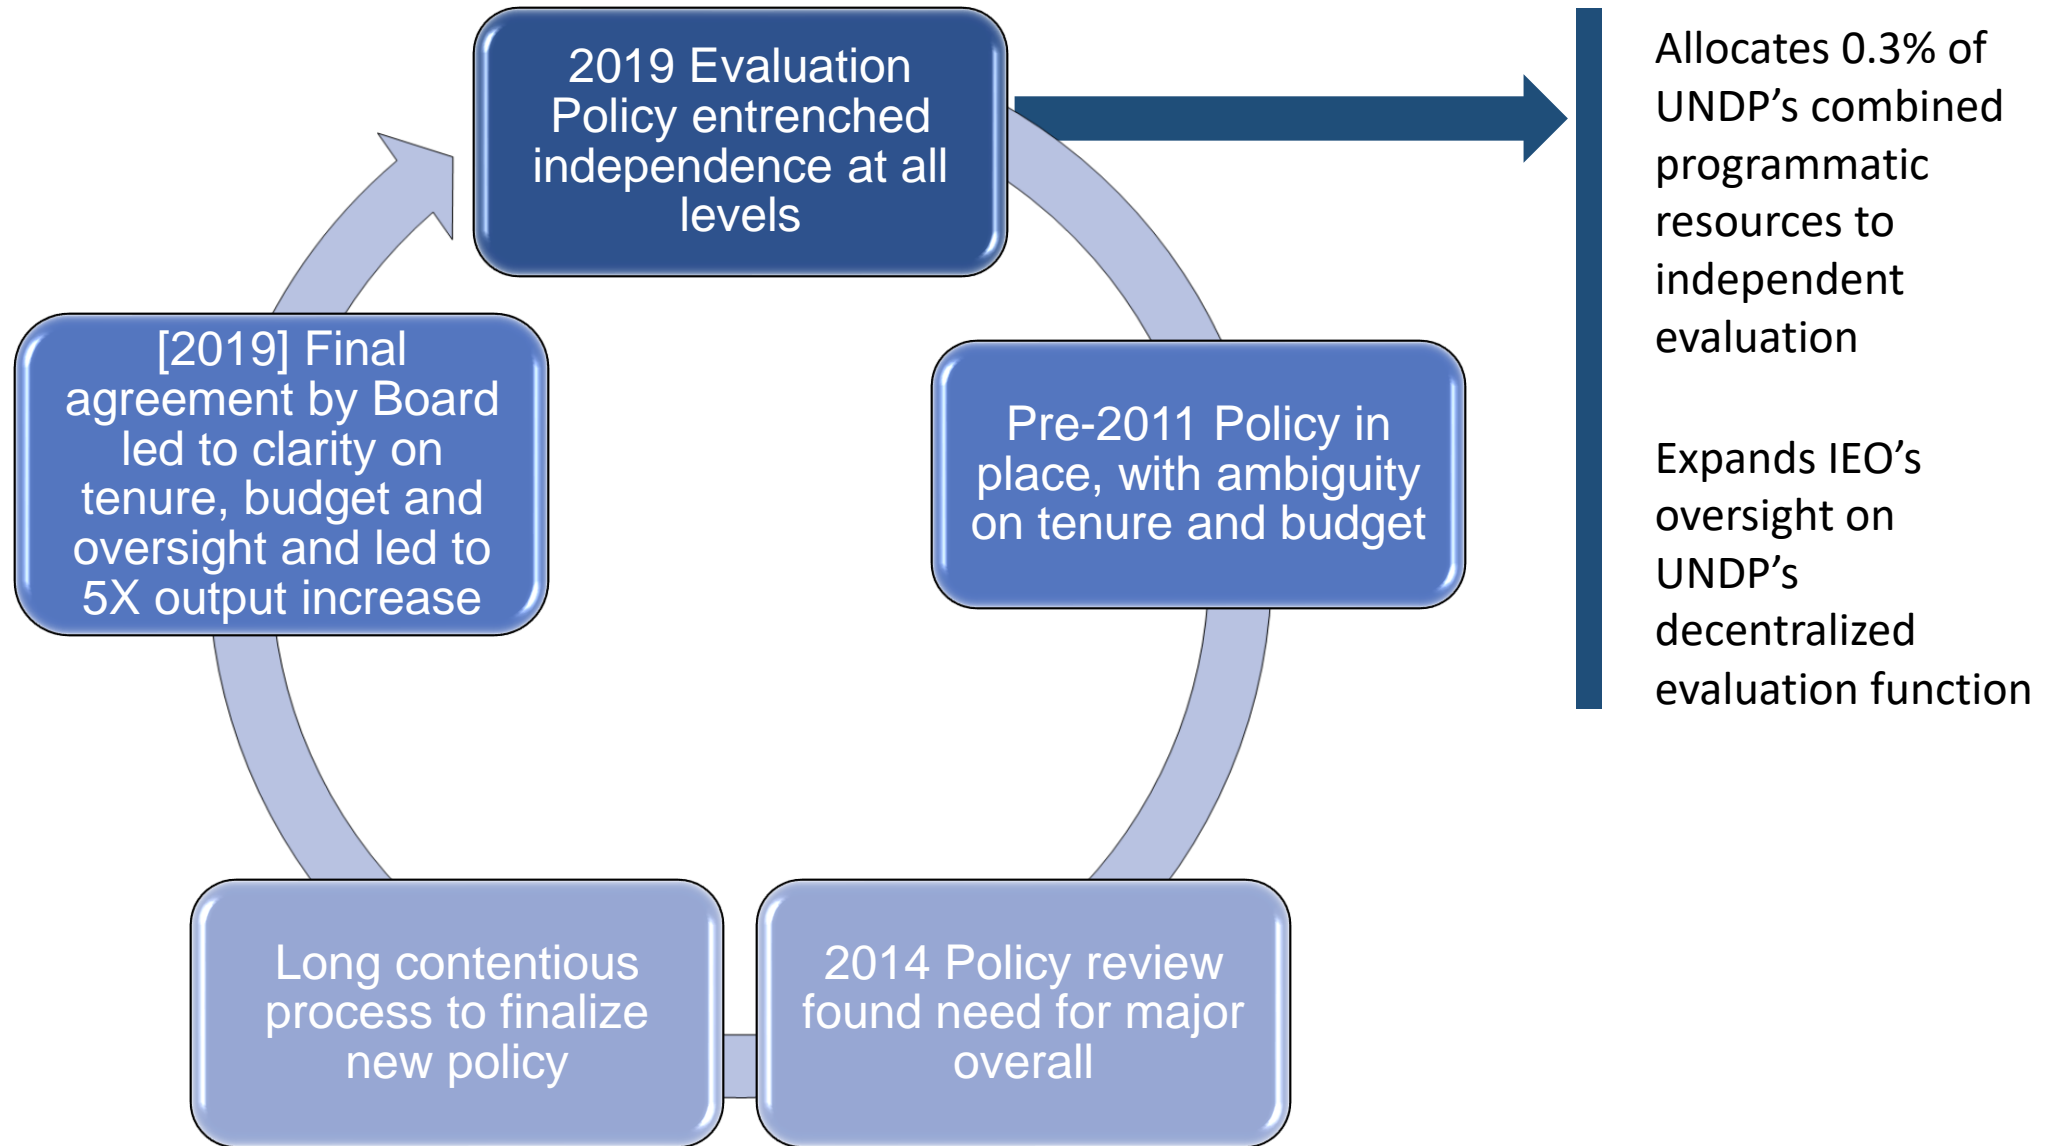 2019 Evaluation
Policy entrenched
independence at all
levels
Allocates 0.3% of
UNDP’s combined
programmatic
resources to
independent
evaluation
Expands IEO’s
oversight on
UNDP’s
decentralized
evaluation function
Pre-2011 Policy in
place, with ambiguity
on tenure and budget
2014 Policy review
found need for major
overall
Long contentious
process to finalize
new policy
[2019] Final
agreement by Board
led to clarity on
tenure, budget and
oversight and led to
5X output increase